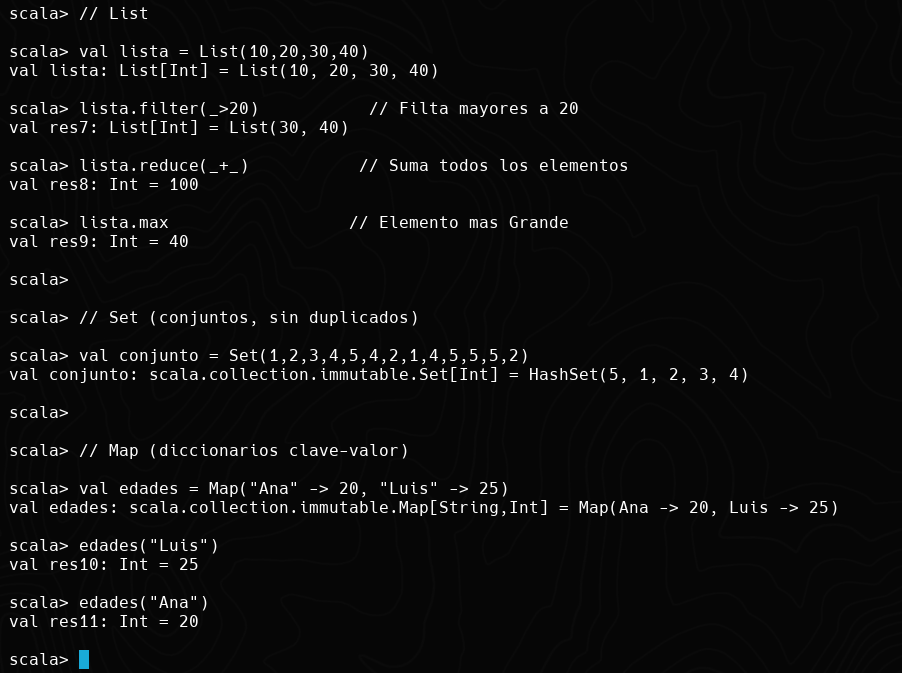 scala> // List
scala> val lista = List(10,20,30,40)
val lista: List[Int] = List(10, 20, 30, 40)
scala> lista.filter(_>20)           // Filta mayores a 20
val res7: List[Int] = List(30, 40)
scala> lista.reduce(_+_)           // Suma todos los elementos
val res8: Int = 100
scala> lista.max                  // Elemento mas Grande
val res9: Int = 40
scala>
scala> // Set (conjuntos, sin duplicados)
scala> val conjunto = Set(1,2,3,4,5,4,2,1,4,5,5,5,2)
val conjunto: scala.collection.immutable.Set[Int] = HashSet(5, 1, 2, 3, 4)
scala>
scala> // Map (diccionarios clave-valor)
scala> val edades = Map("Ana" -> 20, "Luis" -> 25)
val edades: scala.collection.immutable.Map[String,Int] = Map(Ana -> 20, Luis -> 25)
scala> edades("Luis")
val res10: Int = 25
scala> edades("Ana")
val res11: Int = 20
scala>